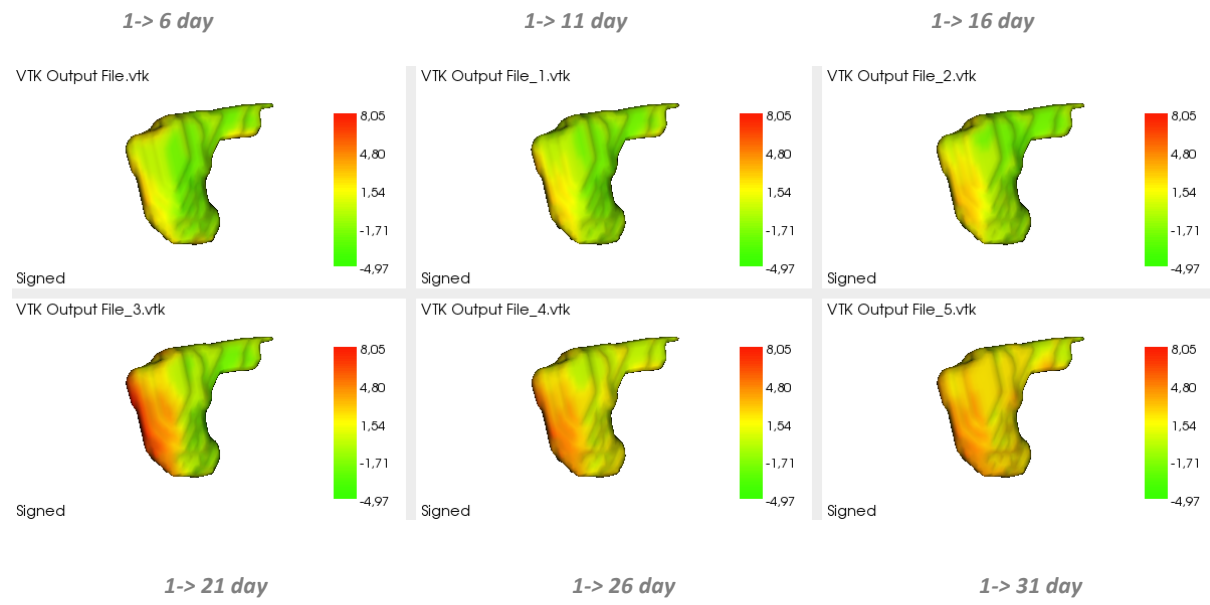 1-> 6 day
1-> 11 day
1-> 16 day
VTK Output File.vtk
8,05
4,80
1,54
-1,71
-4,97
Signed
VTK Output File_1.vtk
8,05
4,80
1,54
-1,71
-4,97
Signed
VTK Output File_2.vtk
8,05
4,80
1,54
-1,71
-4,97
Signed
VTK Output File_3.vtk
8,05
4,80
1,54
-1,71
-4,97
Signed
VTK Output File_4.vtk
8,05
4,80
1,54
-1,71
-4,97
Signed
VTK Output File_5.vtk
8,05
4,80
1,54
-1,71
-4,97
Signed
1-> 21 day
1-> 26 day
1-> 31 day